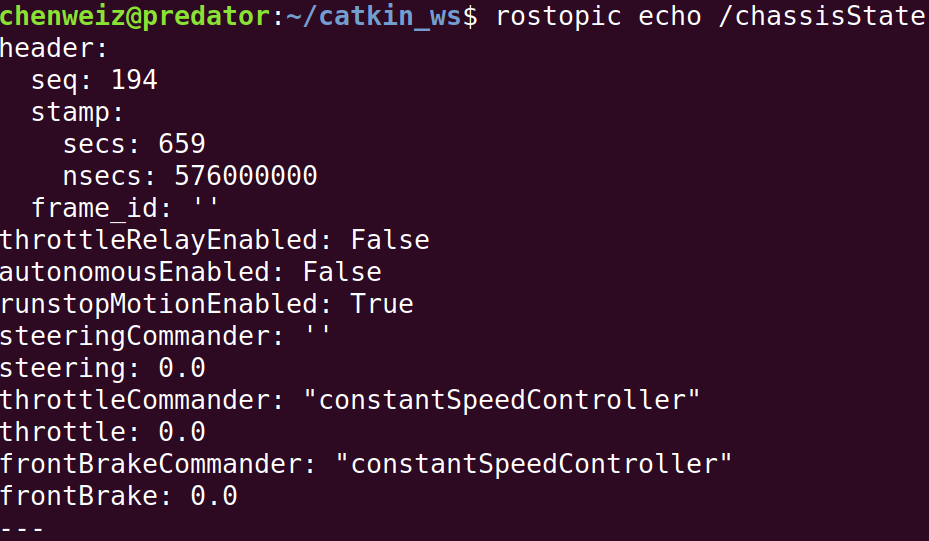 chenweiz@predator:~/catkin_ws$ rostopic echo /chassisState
header:
  seq: 194
  stamp:
    secs: 659
    nsecs: 576000000
  frame_id: ''
throttleRelayEnabled: False
autonomousEnabled: False
runstopMotionEnabled: True
steeringCommander: ''
steering: 0.0
throttleCommander: "constantSpeedController"
throttle: 0.0
frontBrakeCommander: "constantSpeedController"
frontBrake: 0.0
---